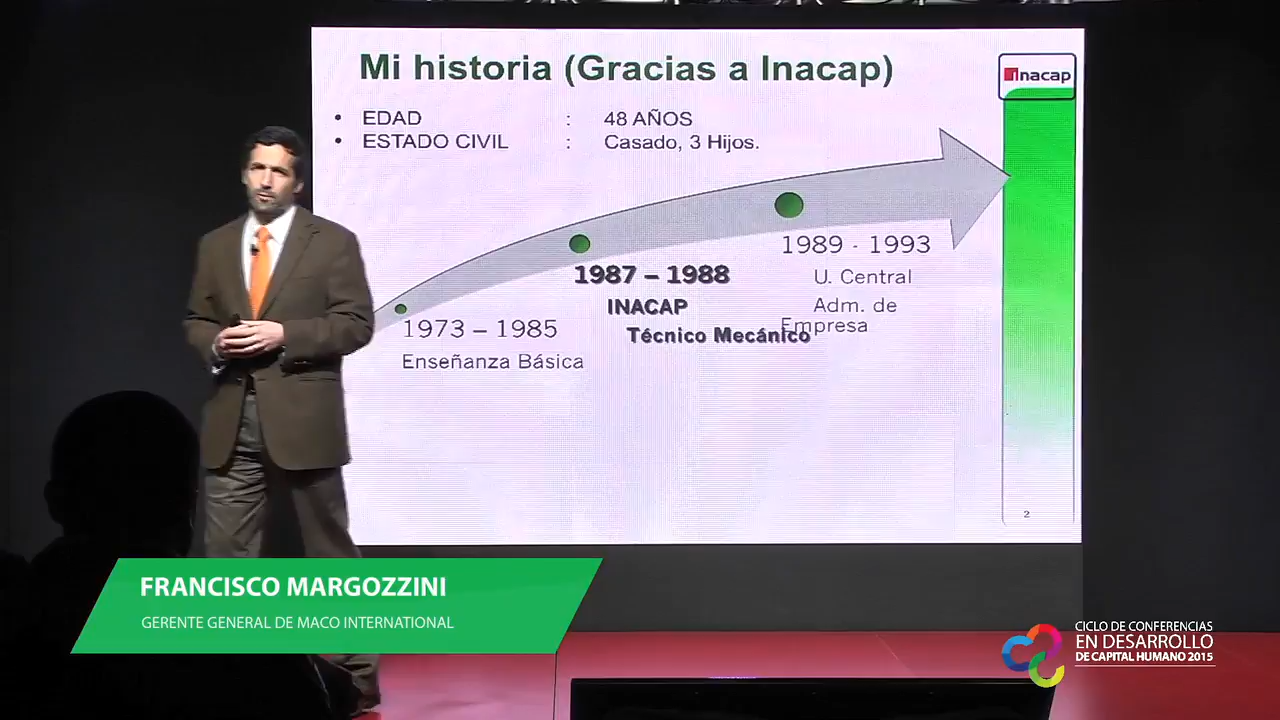 Mi historia (Gracias a Inacap)
Inacap
• EDAD : 48 AÑOS
• ESTADO CIVIL : Casado, 3 Hijos.
1973 – 1985
Enseñanza Básica
1987 – 1988
INACAP
Técnico Mecánico
1989 - 1993
U. Central
Adm. de
Empresa
2
FRANCISCO MARGOZZINI
GERENTE GENERAL DE MACO INTERNATIONAL
CICLO DE CONFERENCIAS
EN DESARROLLO
DE CAPITAL HUMANO 2015